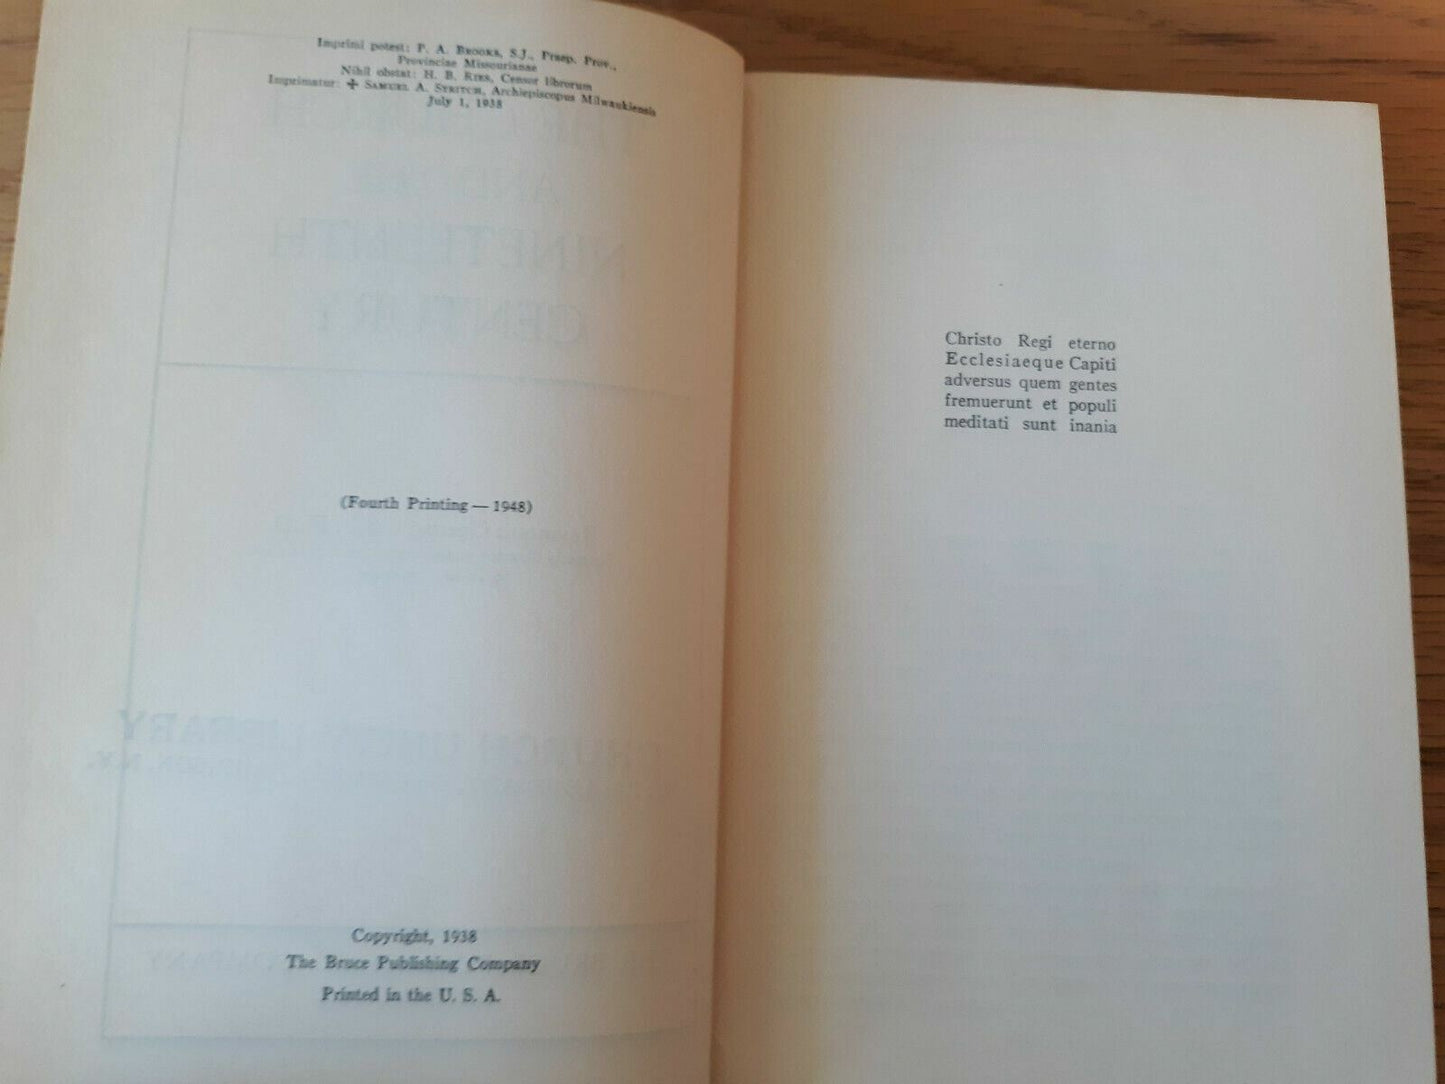 Imprimi potest: P. A. Brooks, S.J., Praep. Prov.,
Provinciae Missourianae
Nihil obstat: H. B. Ries, Censor librorum
Imprimatur: ✠ Samuel A. Stritch, Archiepiscopus Milwaukiensis
July 1, 1938
(Fourth Printing — 1948)
Copyright, 1938
The Bruce Publishing Company
Printed in the U. S. A.
Christo Regi eterno
Ecclesiaeque Capiti
adversus quem gentes
fremuerunt et populi
meditati sunt inania